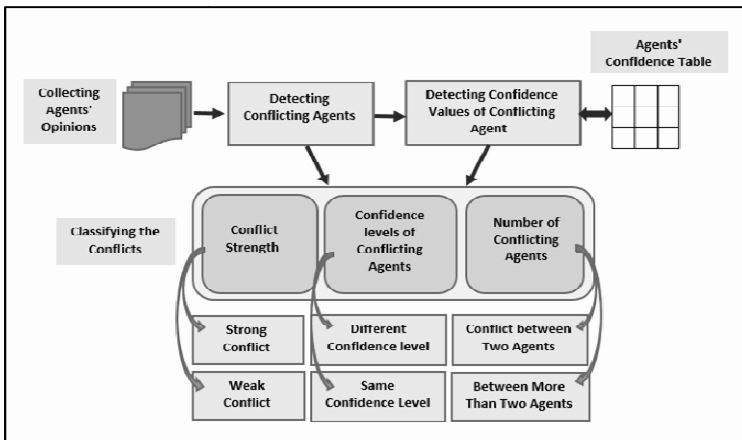 Agents'
Confidence Table
Collecting
Agents'
Opinions
Detecting
Conflicting Agents
Detecting Confidence
Values of Conflicting
Agent
Classifying the
Conflicts
Conflict
Strength
Confidence
levels of
Conflicting
Agents
Number of
Conflicting
Agents
Strong
Conflict
Different
Confidence level
Conflict between
Two Agents
Weak
Conflict
Same
Confidence Level
Between More
Than Two Agents